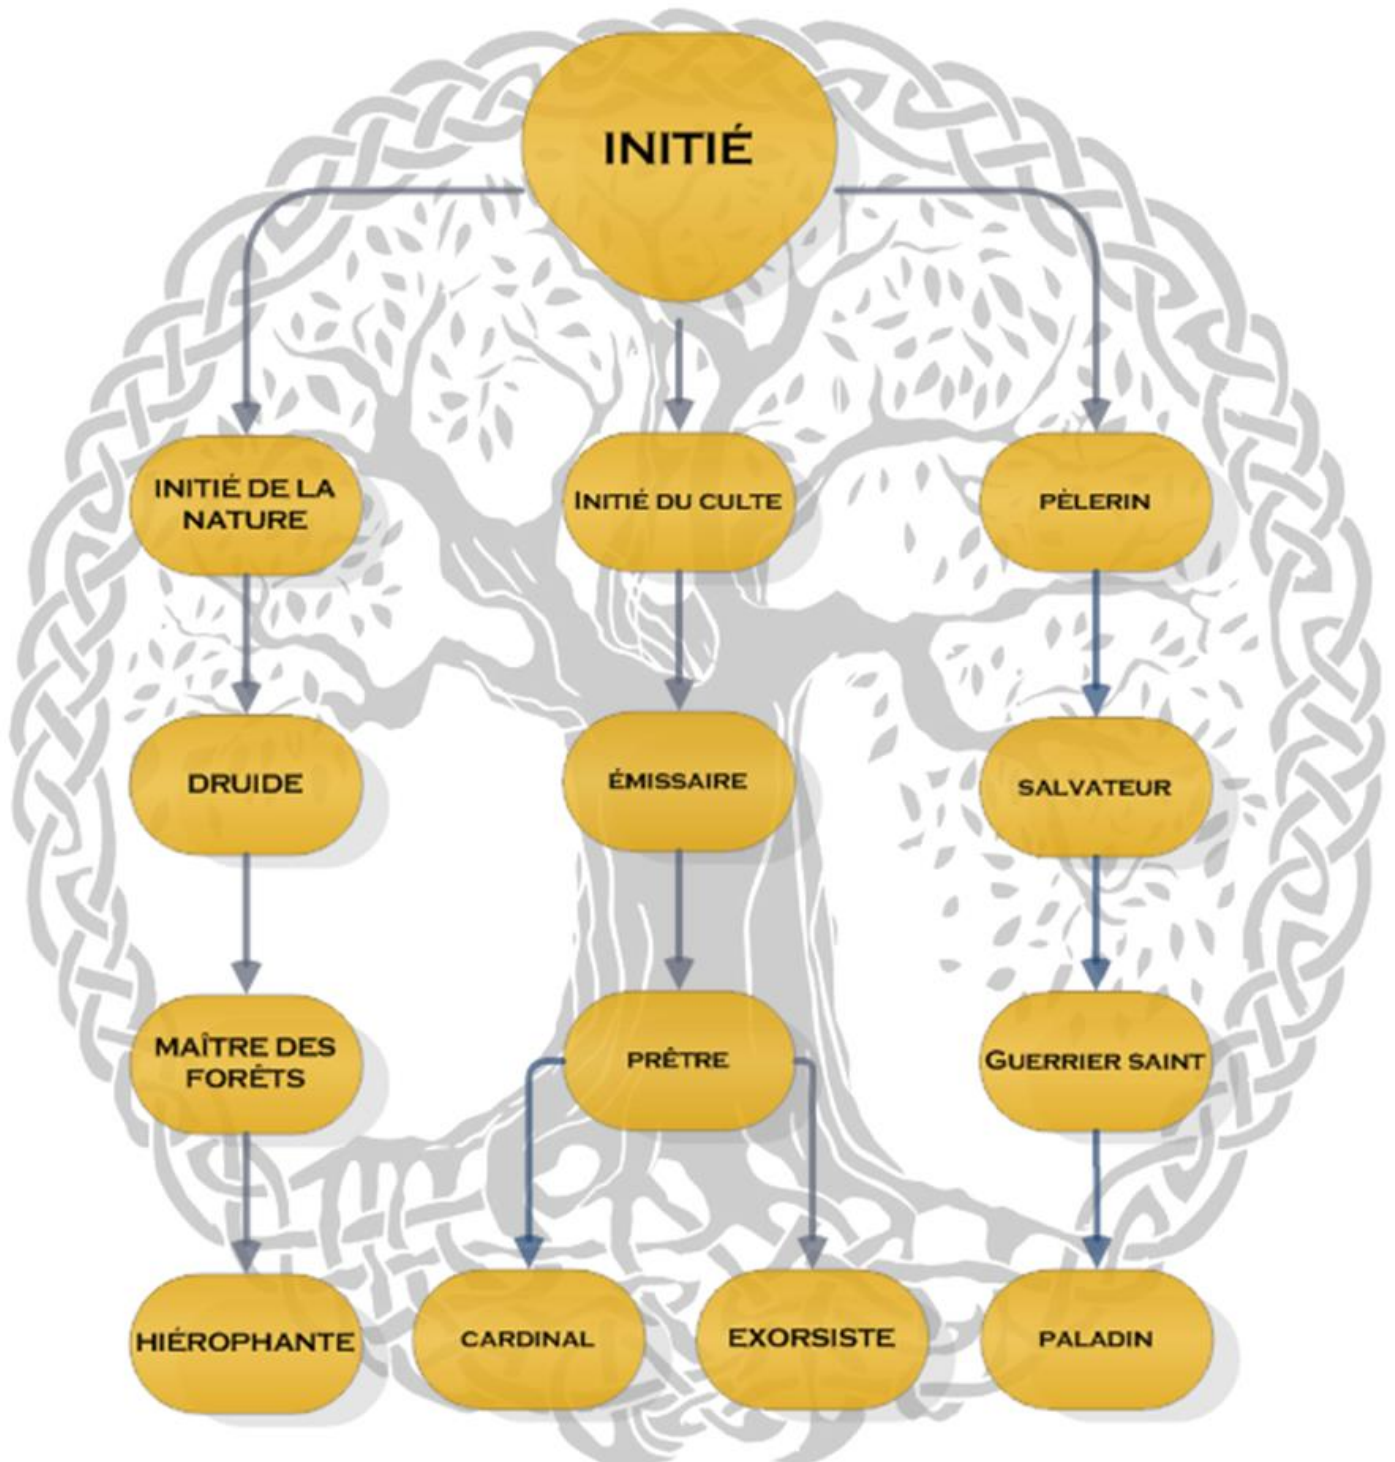 INITIÉ
INITIÉ DE LA
NATURE
INITIÉ DU CULTE
PÈLERIN
DRUIDE
ÉMISSAIRE
SALVATEUR
MAÎTRE DES
FORÊTS
PRÊTRE
GUERRIER SAINT
HIÉROPHANTE
CARDINAL
EXORSISTE
PALADIN